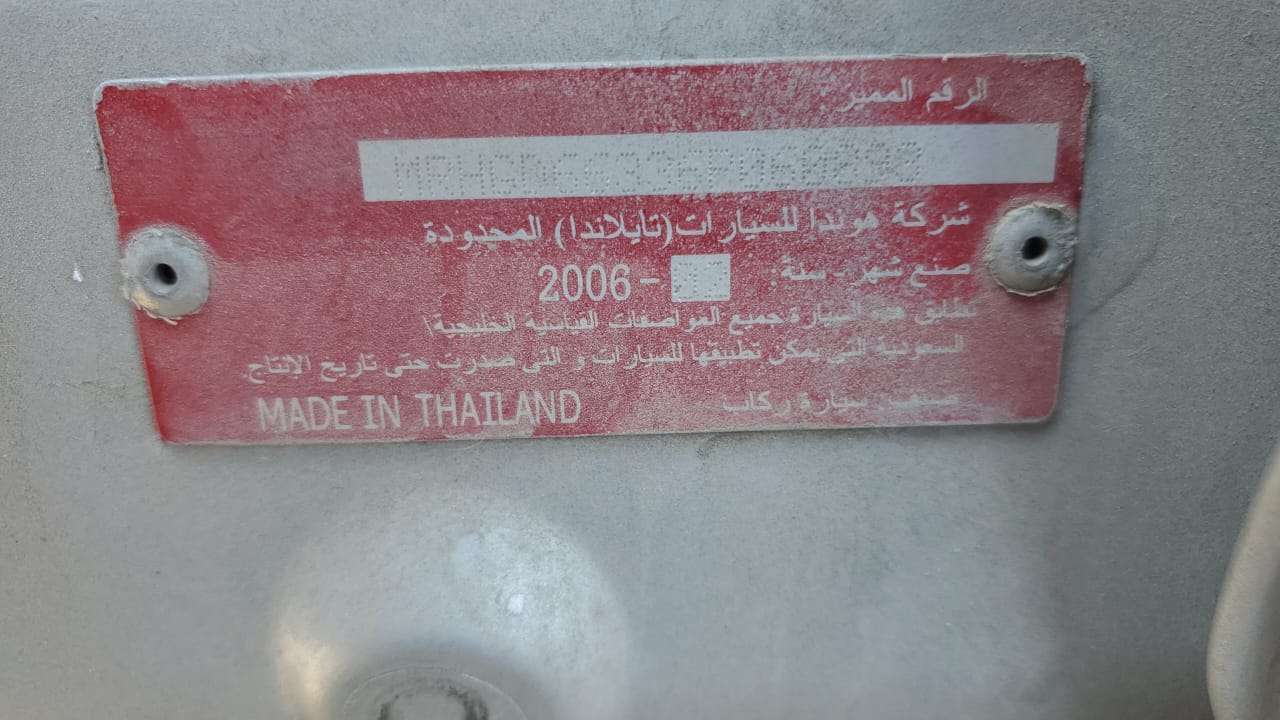 الرقم المميز
شركة هوندا للسيارات (تايلاندا) المحدودة
صنع شهر - سنة: 2006 -
تطابق هذه السيارة جميع المواصفات القياسية الخليجية\
السعودية التي يمكن تطبيقها للسيارات و التي صدرت حتى تاريخ الإنتاج.
صنف: سيارة ركاب MADE IN THAILAND